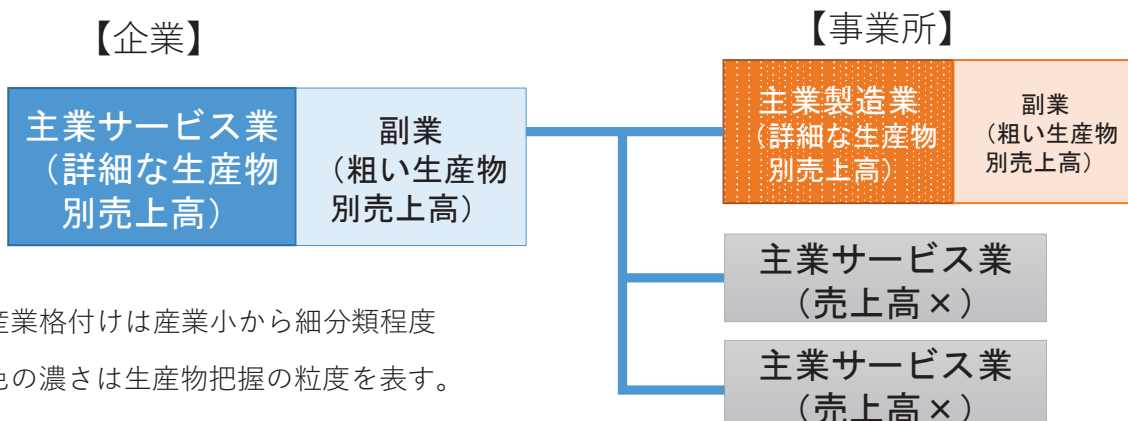 【企業】
主業サービス業
（詳細な生産物
別売上高）
副業
（粗い生産物
別売上高）
産業格付けは産業小から細分類程度
色の濃さは生産物把握の粒度を表す。
【事業所】
主業製造業
（詳細な生産物
別売上高）
副業
（粗い生産物
別売上高）
主業サービス業
（売上高×）
主業サービス業
（売上高×）